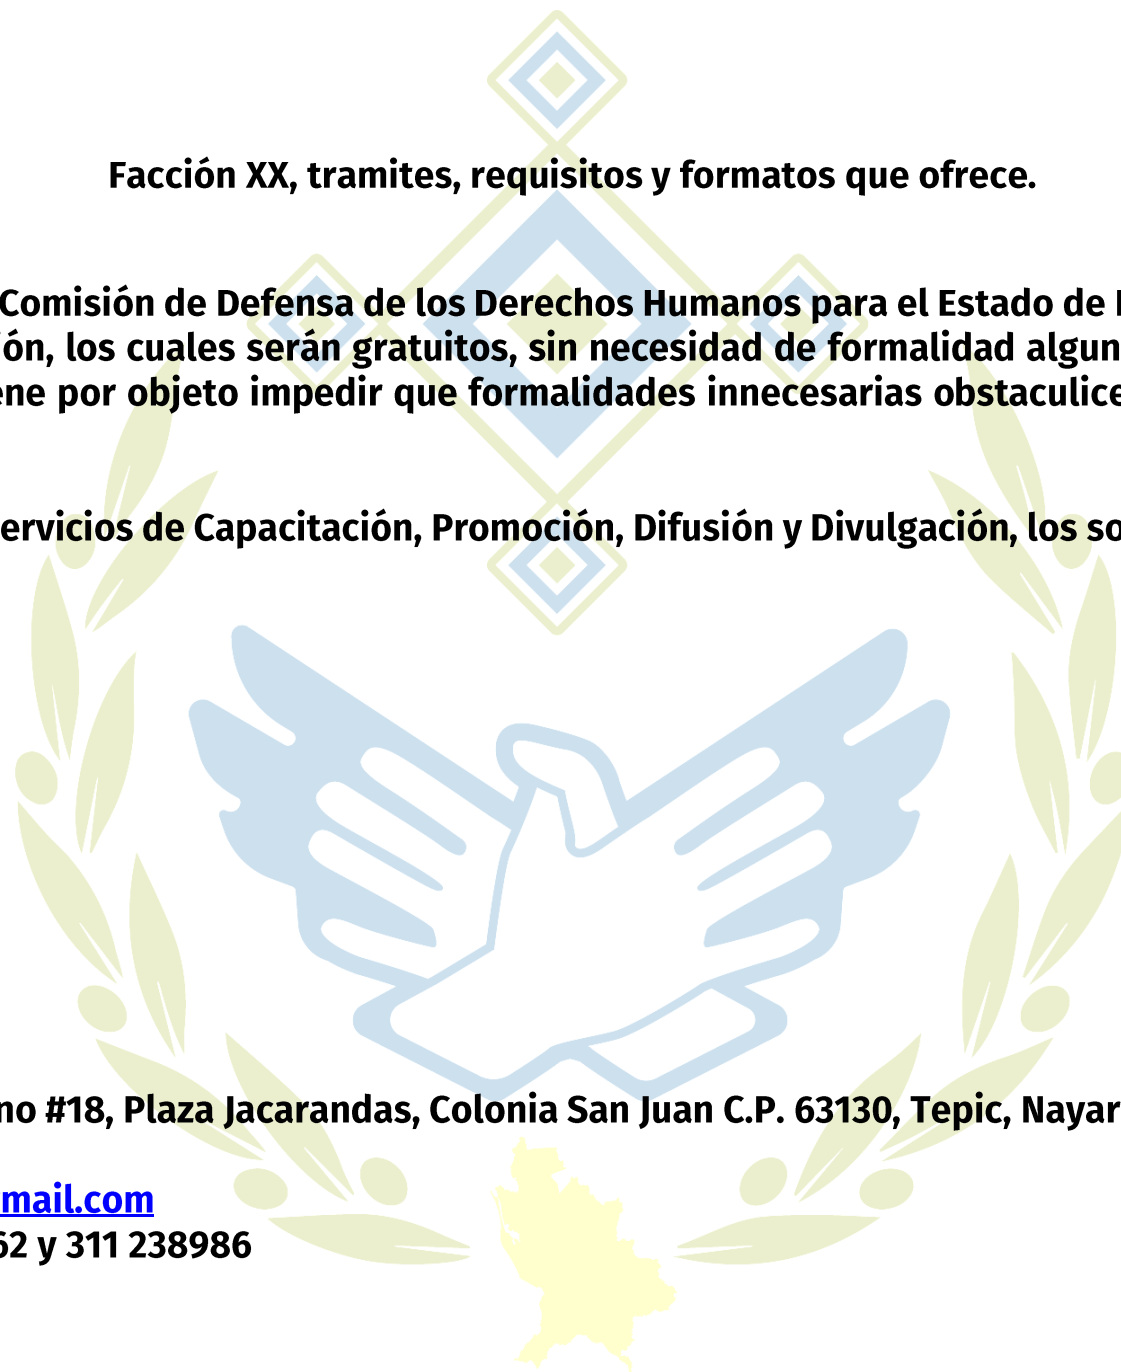 Facción XX, tramites, requisitos y formatos que ofrece.
Comisión de Defensa de los Derechos Humanos para el Estado de
ón, los cuales serán gratuitos, sin necesidad de formalidad algun
ene por objeto impedir que formalidades innecesarias obstaculice
ervicios de Capacitación, Promoción, Difusión y Divulgación, los so
no #18, Plaza Jacarandas, Colonia San Juan C.P. 63130, Tepic, Nayar
mail.com
62 y 311 238986